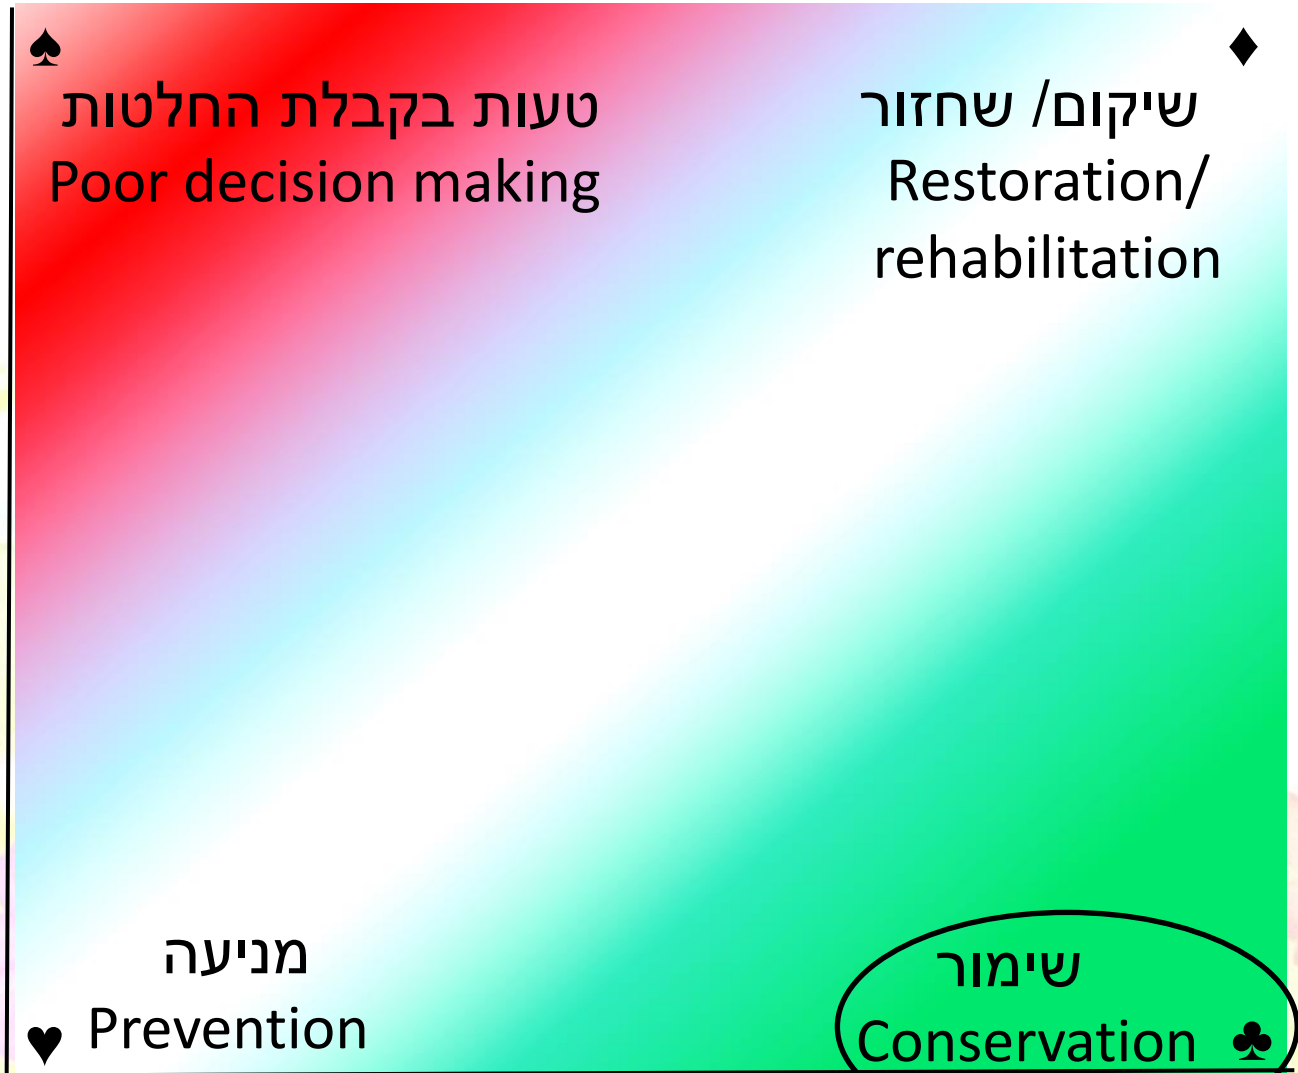 ♠
טעות בקבלת החלטות
Poor decision making
♦
שיקום/ שחזור
Restoration/
rehabilitation
מניעה
Prevention
♥
שימור
Conservation ♣